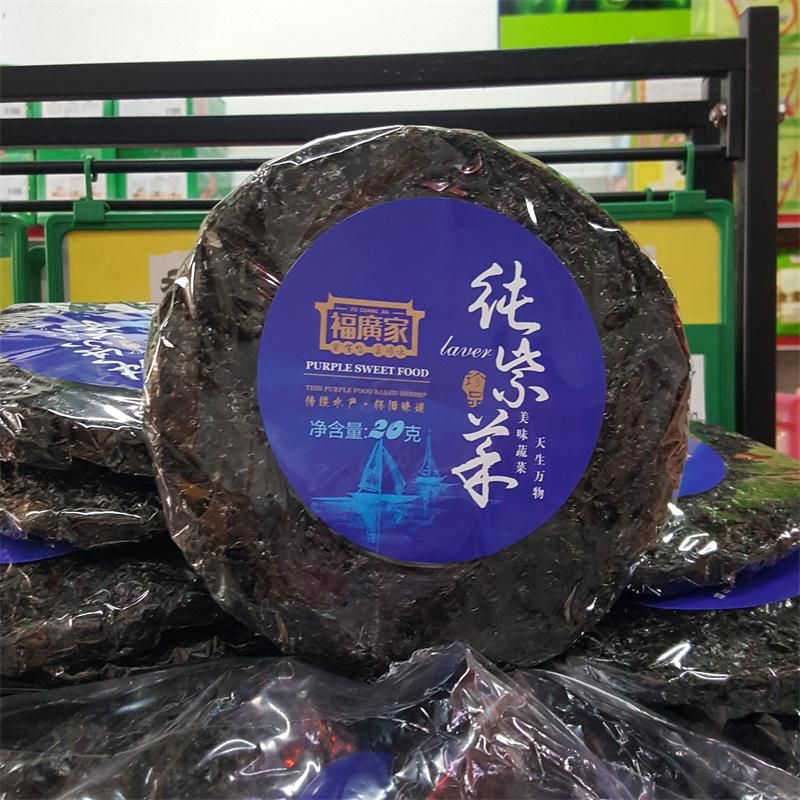 FU GUANG JIA
福廣家
PURPLE SWEET FOOD
THIS PURPLE FOOD BAKED SHRIMP
传统水产·怀旧味道
净含量:20克
纯紫菜
laver
珍品
美味蔬菜
天生万物